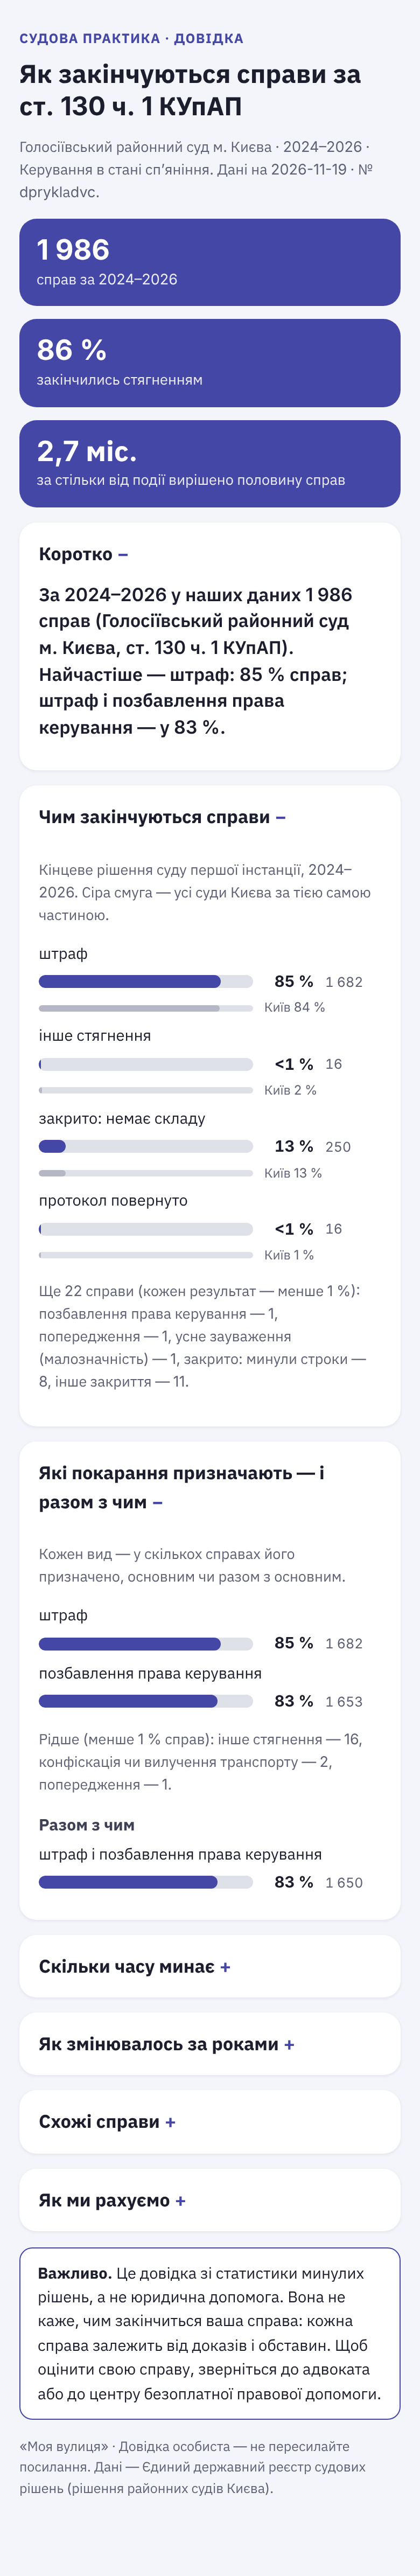 СУДОВА ПРАКТИКА · ДОВІДКА
Як закінчуються справи за
ст. 130 ч. 1 КУпАП
Голосіївський районний суд м. Києва · 2024–2026 ·
Керування в стані сп’яніння. Дані на 2026-11-19 · №
dprykladvc.
1 986
справ за 2024–2026
86 %
закінчились стягненням
2,7 міс.
за стільки від події вирішено половину справ
Коротко –
За 2024–2026 у наших даних 1 986
справ (Голосіївський районний суд
м. Києва, ст. 130 ч. 1 КУпАП).
Найчастіше — штраф: 85 % справ;
штраф і позбавлення права
керування — у 83 %.
Чим закінчуються справи –
Кінцеве рішення суду першої інстанції, 2024–
2026. Сіра смуга — усі суди Києва за тією самою
частиною.
штраф
85 % 1 682
Київ 84 %
інше стягнення
<1 % 16
Київ 2 %
закрито: немає складу
13 % 250
Київ 13 %
протокол повернуто
<1 % 16
Київ 1 %
Ще 22 справи (кожен результат — менше 1 %):
позбавлення права керування — 1,
попередження — 1, усне зауваження
(малозначність) — 1, закрито: минули строки —
8, інше закриття — 11.
Які покарання призначають — і
разом з чим –
Кожен вид — у скількох справах його
призначено, основним чи разом з основним.
штраф
85 % 1 682
позбавлення права керування
83 % 1 653
Рідше (менше 1 % справ): інше стягнення — 16,
конфіскація чи вилучення транспорту — 2,
попередження — 1.
Разом з чим
штраф і позбавлення права керування
83 % 1 650
Скільки часу минає +
Як змінювалось за роками +
Схожі справи +
Як ми рахуємо +
Важливо. Це довідка зі статистики минулих
рішень, а не юридична допомога. Вона не
каже, чим закінчиться ваша справа: кожна
справа залежить від доказів і обставин. Щоб
оцінити свою справу, зверніться до адвоката
або до центру безоплатної правової допомоги.
«Моя вулиця» · Довідка особиста — не пересилайте
посилання. Дані — Єдиний державний реєстр судових
рішень (рішення районних судів Києва).